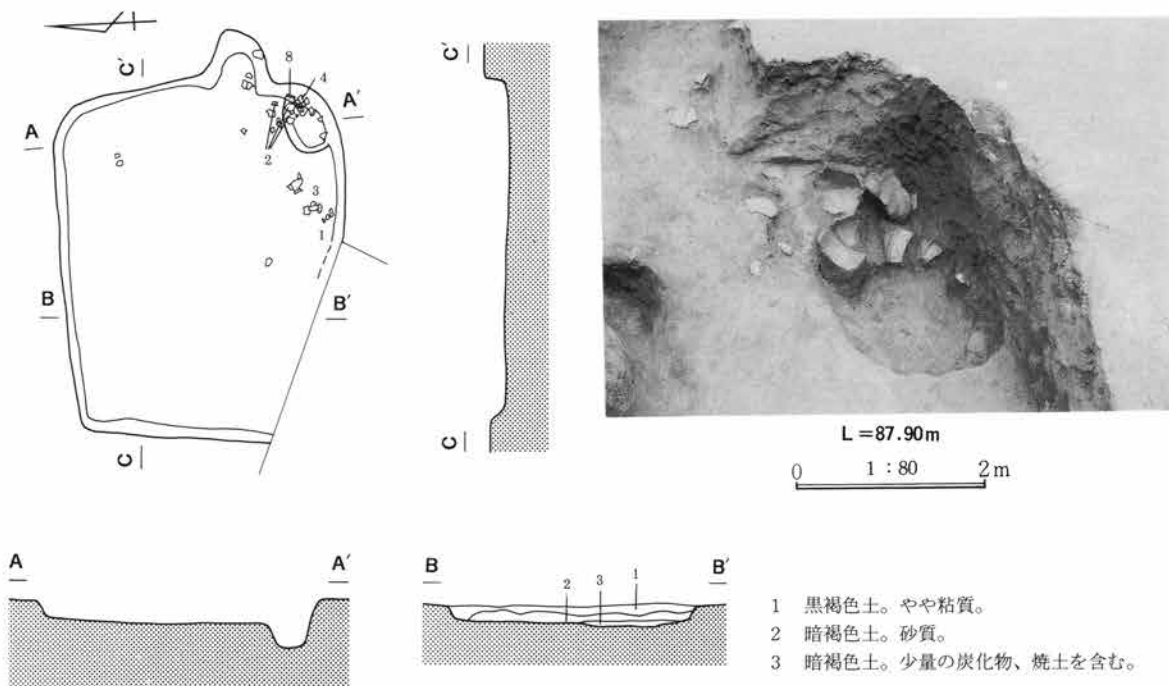 C'
8 4
A'
A
2
3
1
B
B'
C
C'
C
L=87.90m
0 1：80 2m
A A'
B B'
2 3 1
1 黒褐色土。やや粘質。
2 暗褐色土。砂質。
3 暗褐色土。少量の炭化物、焼土を含む。